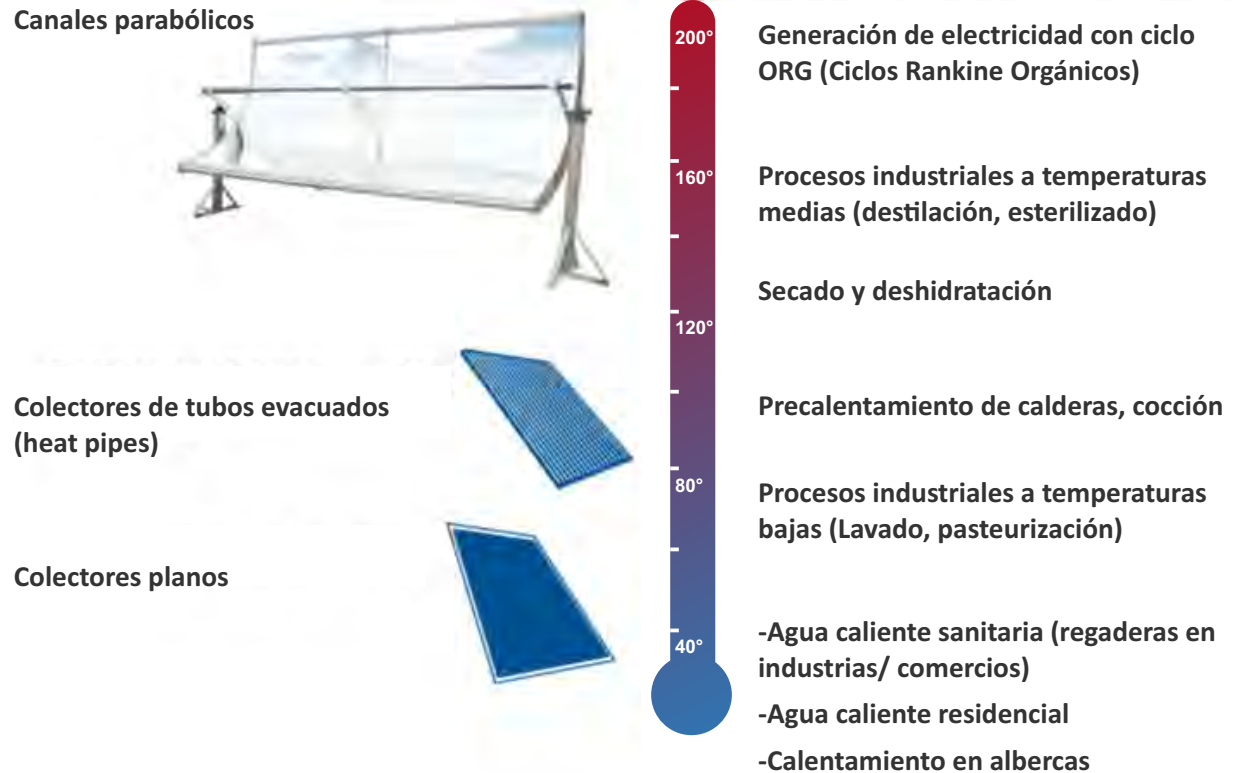 Canales parabólicos
200°
Generación de electricidad con ciclo
ORG (Ciclos Rankine Orgánicos)
160°
Procesos industriales a temperaturas
medias (destilación, esterilizado)
Secado y deshidratación
120°
Colectores de tubos evacuados
(heat pipes)
Precalentamiento de calderas, cocción
80°
Procesos industriales a temperaturas
bajas (Lavado, pasteurización)
Colectores planos
40°
-Agua caliente sanitaria (regaderas en
industrias/ comercios)
-Agua caliente residencial
-Calentamiento en albercas